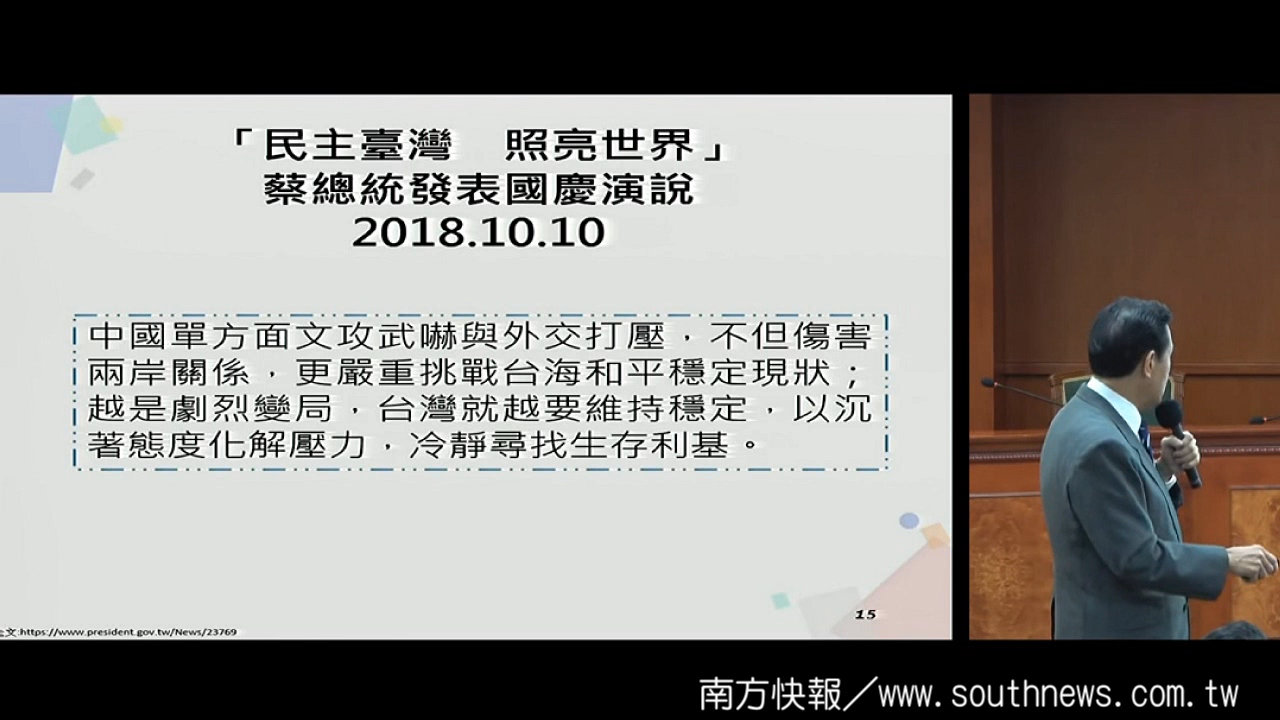 「民主臺灣 照亮世界」
蔡總統發表國慶演說
2018.10.10
中國單方面文攻武嚇與外交打壓，不但傷害
兩岸關係，更嚴重挑戰台海和平穩定現狀；
越是劇烈變局，台灣就越要維持穩定，以沉
著態度化解壓力，冷靜尋找生存利基。
文:https://www.president.gov.tw/News/23769
15
南方快報／www.southnews.com.tw